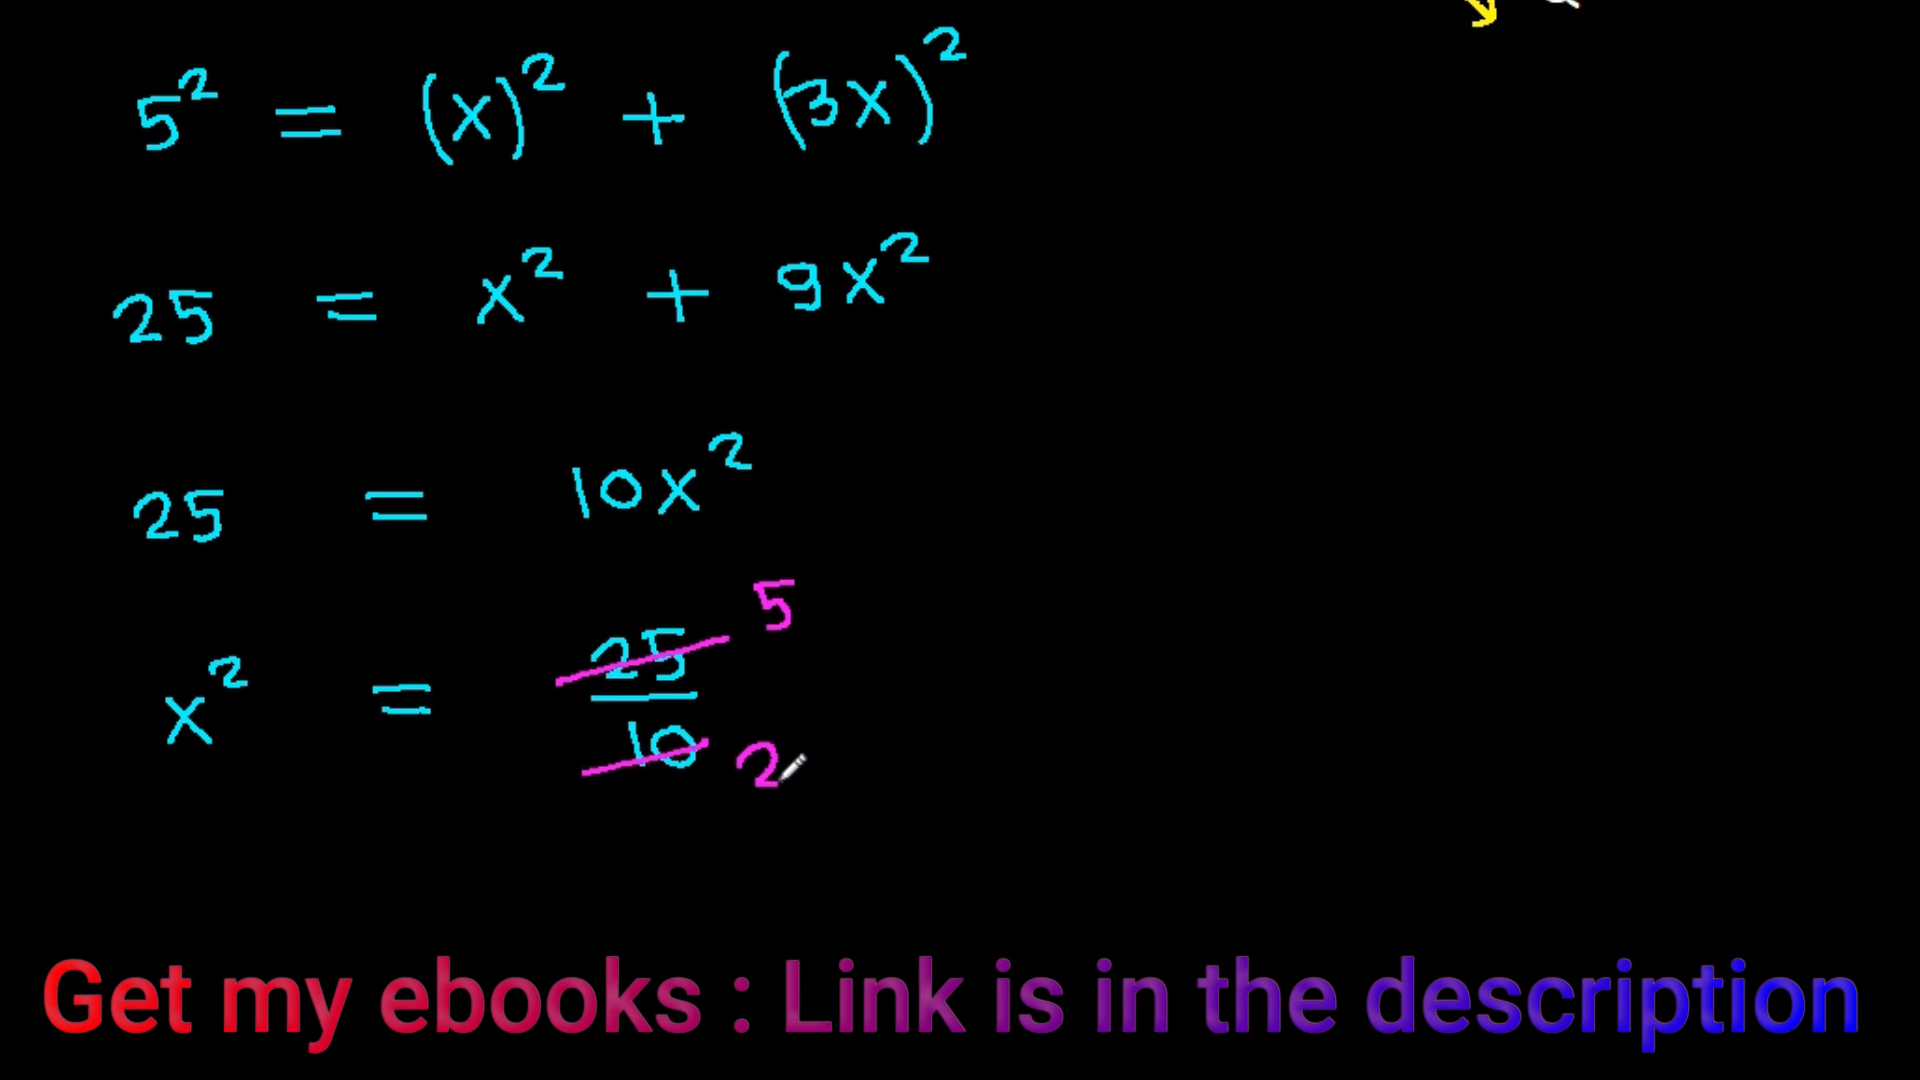 5² = (x)² + (3x)²
25 = x² + 9x²
25 = 10x²
x² = 25/10 5 2
Get my ebooks : Link is in the description